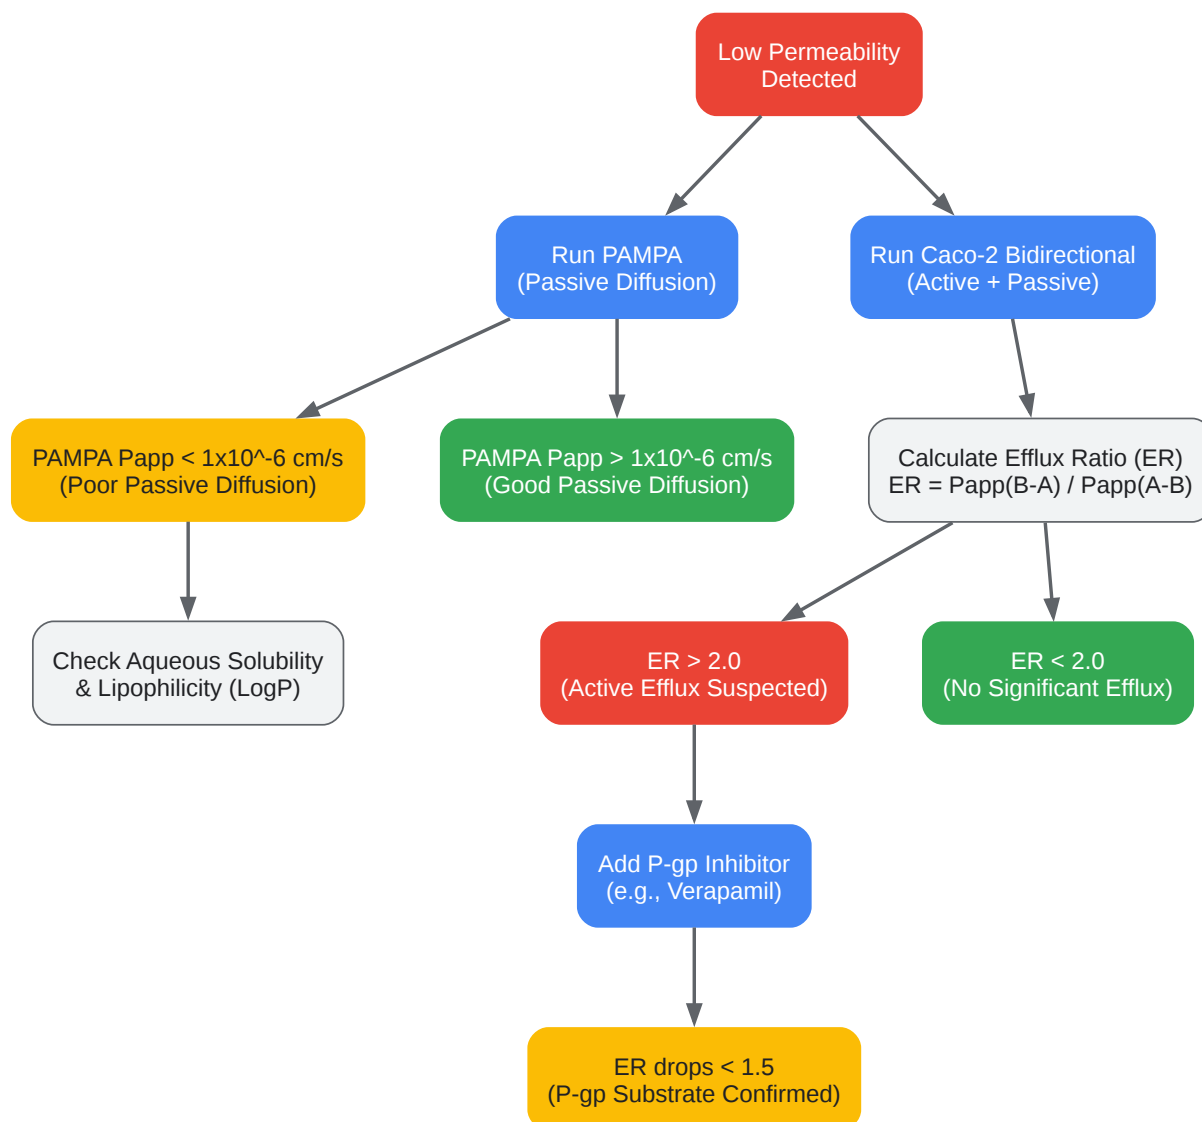 Low Permeability
Detected
Run PAMPA
(Passive Diffusion)
Run Caco-2 Bidirectional
(Active + Passive)
PAMPA Papp < 1x10^-6 cm/s
(Poor Passive Diffusion)
PAMPA Papp > 1x10^-6 cm/s
(Good Passive Diffusion)
Calculate Efflux Ratio (ER)
ER = Papp(B-A) / Papp(A-B)
Check Aqueous Solubility
& Lipophilicity (LogP)
ER > 2.0
(Active Efflux Suspected)
ER < 2.0
(No Significant Efflux)
Add P-gp Inhibitor
(e.g., Verapamil)
ER drops < 1.5
(P-gp Substrate Confirmed)